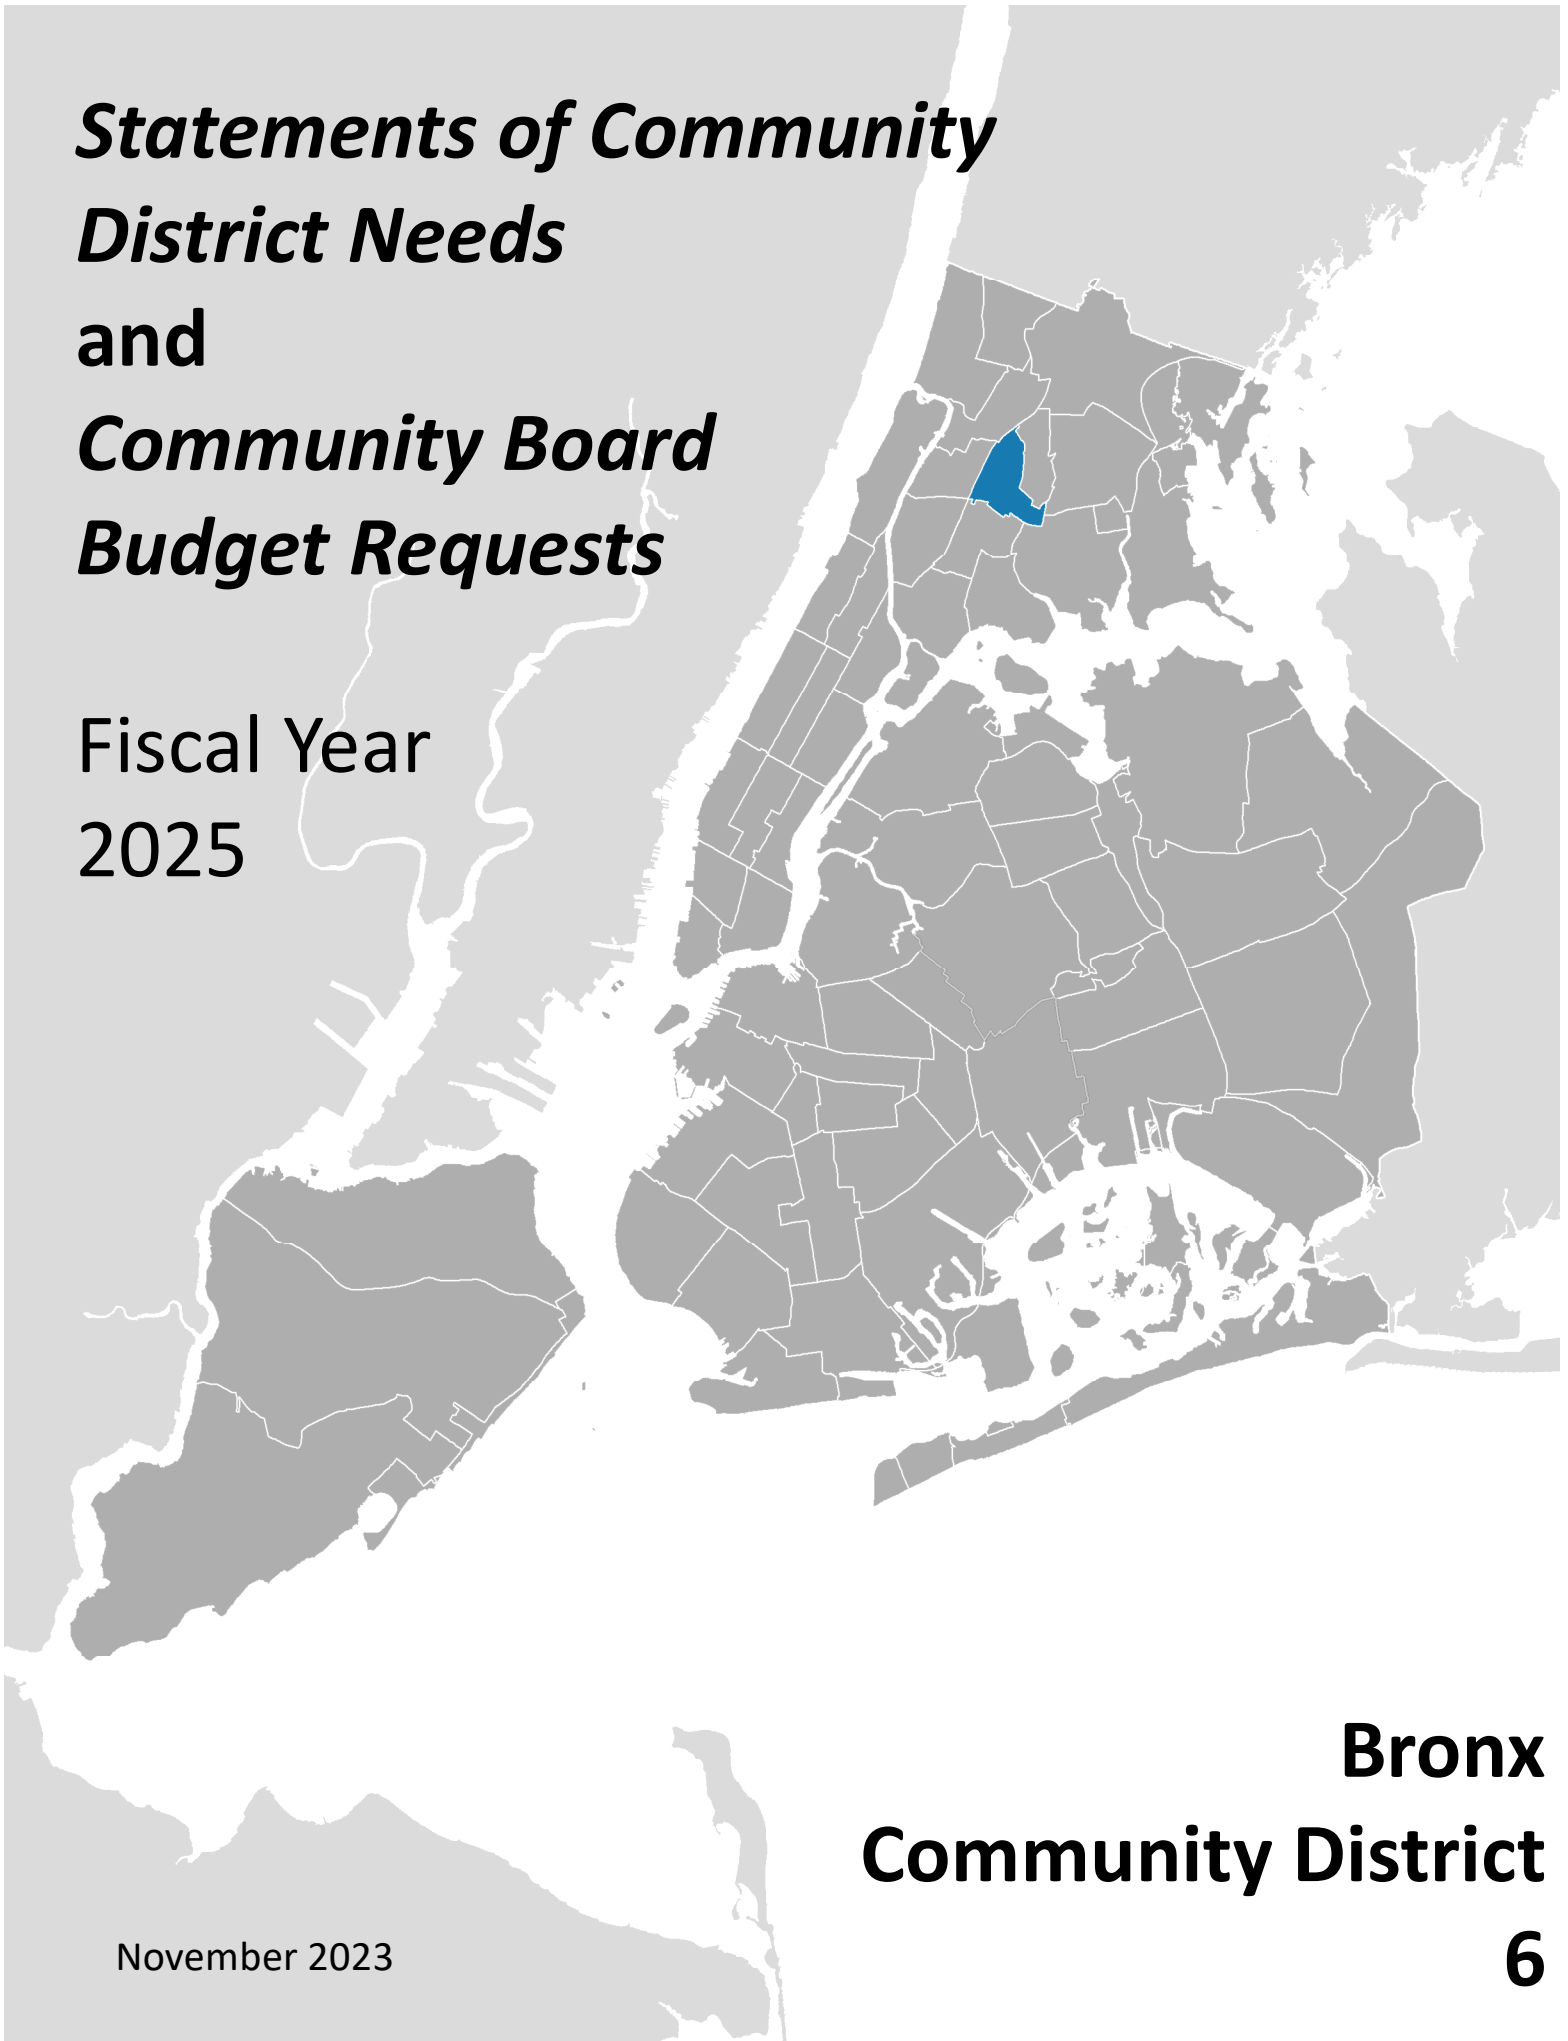 Statements of Community
District Needs
and
Community Board
Budget Requests
Fiscal Year
2025
Bronx
Community District
6
November 2023